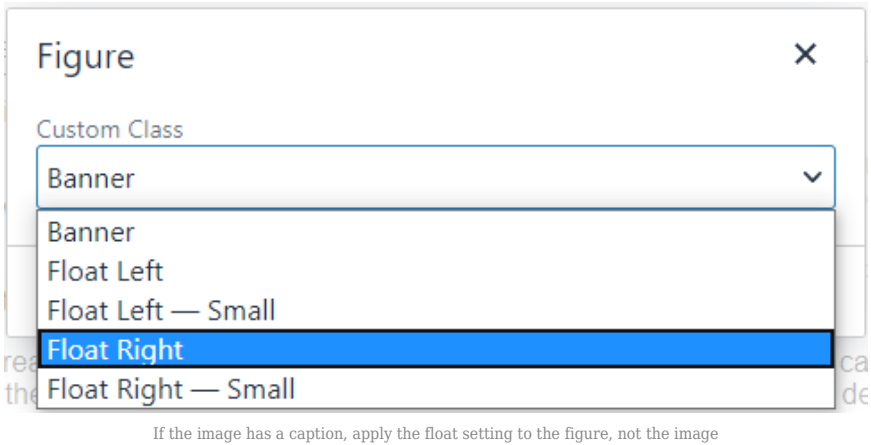 Figure
Custom Class
Banner
Banner
Float Left
Float Left — Small
Float Right
Float Right — Small
If the image has a caption, apply the float setting to the figure, not the image